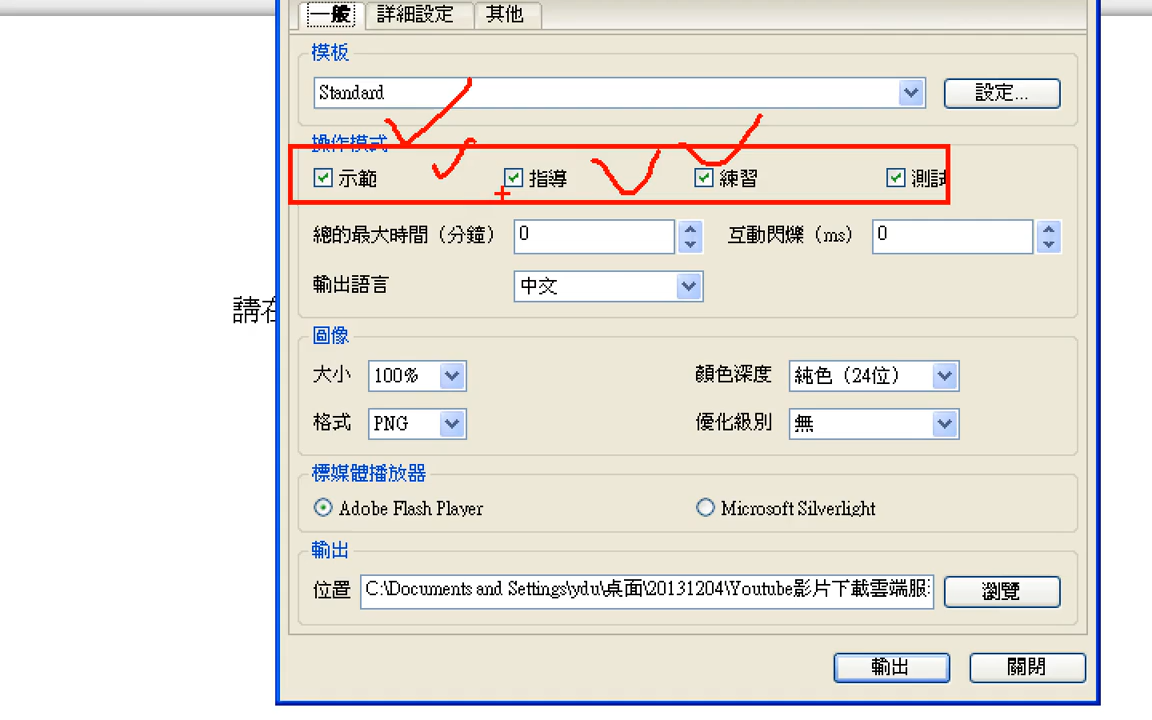 一般 詳細設定 其他
模板
Standard 設定...
操作模式
示範 指導 練習 測試
總的最大時間（分鐘） 0 互動閃爍（ms） 0
輸出語言 中文
請在
圖像
大小 100% 顏色深度 純色（24位）
格式 PNG 優化級別 無
標媒體播放器
Adobe Flash Player Microsoft Silverlight
輸出
位置 C:\Documents and Settings\ydu\桌面\20131204\Youtube影片下載雲端服 瀏覽
輸出 關閉